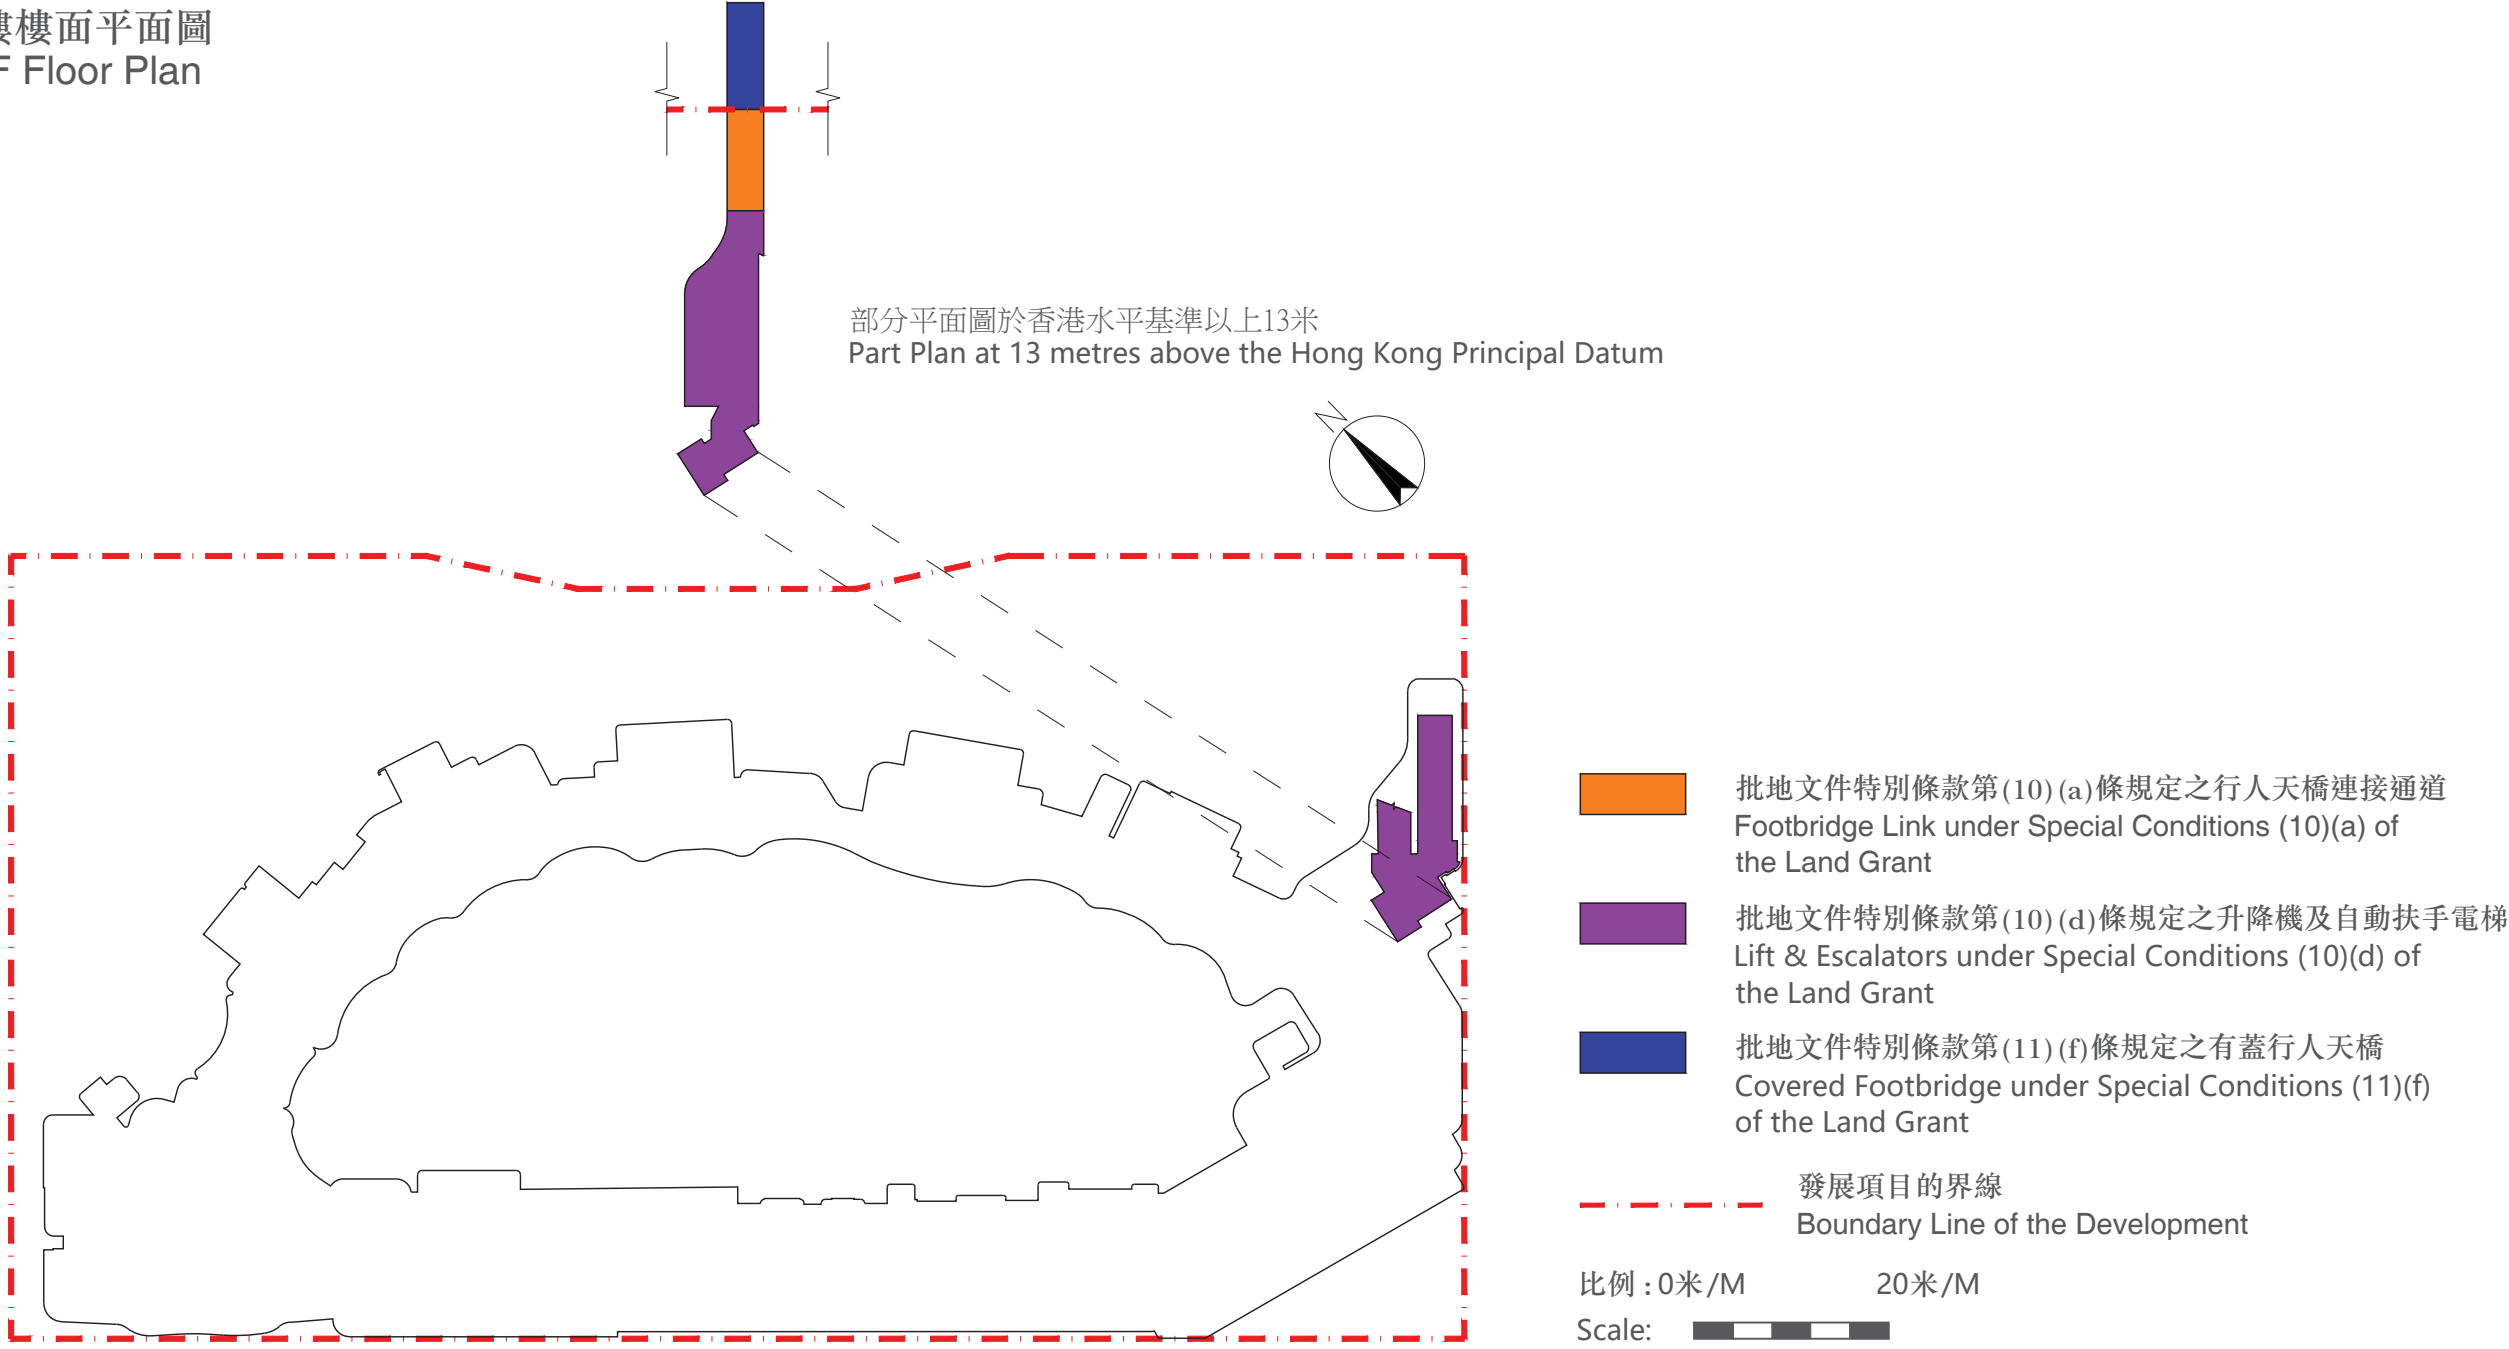 樓樓面平面圖
F Floor Plan
部分平面圖於香港水平基準以上13米
Part Plan at 13 metres above the Hong Kong Principal Datum
N
批地文件特別條款第(10)(a)條規定之行人天橋連接通道
Footbridge Link under Special Conditions (10)(a) of
the Land Grant
批地文件特別條款第(10)(d)條規定之升降機及自動扶手電梯
Lift & Escalators under Special Conditions (10)(d) of
the Land Grant
批地文件特別條款第(11)(f)條規定之有蓋行人天橋
Covered Footbridge under Special Conditions (11)(f)
of the Land Grant
發展項目的界線
Boundary Line of the Development
比例 : 0米/M 20米/M
Scale: